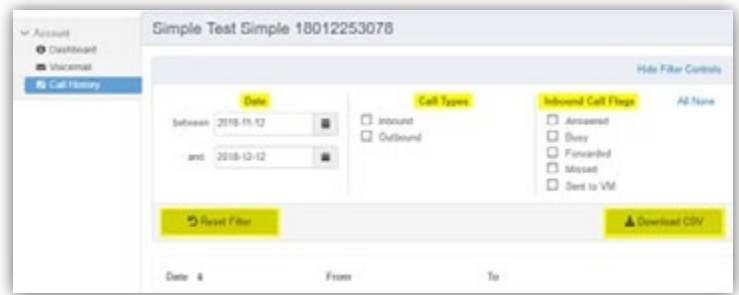 Account
Dashboard
Voicemail
Call History
Simple Test Simple 18012253078
Hide Filter Controls
Date
between 2018-11-12
and 2018-12-12
Call Types
Inbound
Outbound
Inbound Call Flags
All None
Answered
Busy
Forwarded
Missed
Sent to VM
Reset Filter
Download CSV
Date From To